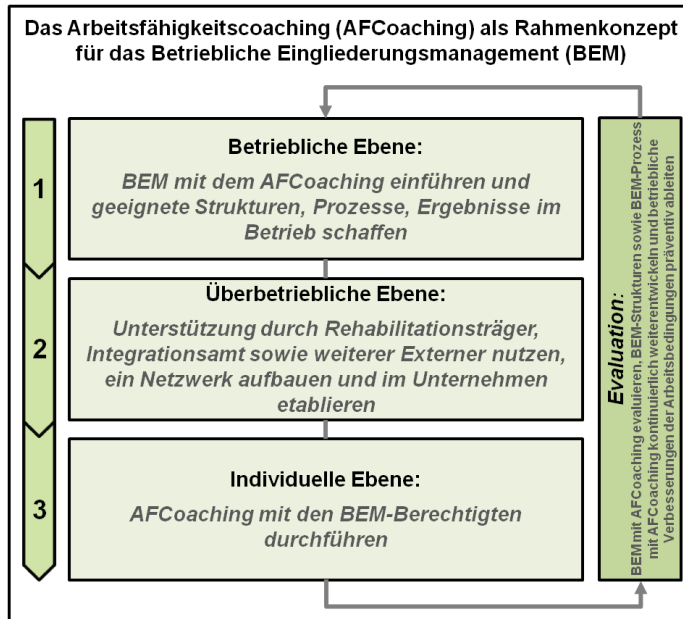 Das Arbeitsfähigkeitscoaching (AFCoaching) als Rahmenkonzept
für das Betriebliche Eingliederungsmanagement (BEM)
1
Betriebliche Ebene:
BEM mit dem AFCoaching einführen und
geeignete Strukturen, Prozesse, Ergebnisse im
Betrieb schaffen
2
Überbetriebliche Ebene:
Unterstützung durch Rehabilitationsträger,
Integrationsamt sowie weiterer Externer nutzen,
ein Netzwerk aufbauen und im Unternehmen
etablieren
3
Individuelle Ebene:
AFCoaching mit den BEM-Berechtigten
durchführen
Evaluation:
BEM mit AFCoaching evaluieren. BEM-Strukturen sowie BEM-Prozess
mit AFCoaching kontinuierlich weiterentwickeln und betriebliche
Verbesserungen der Arbeitsbedingungen präventiv ableiten